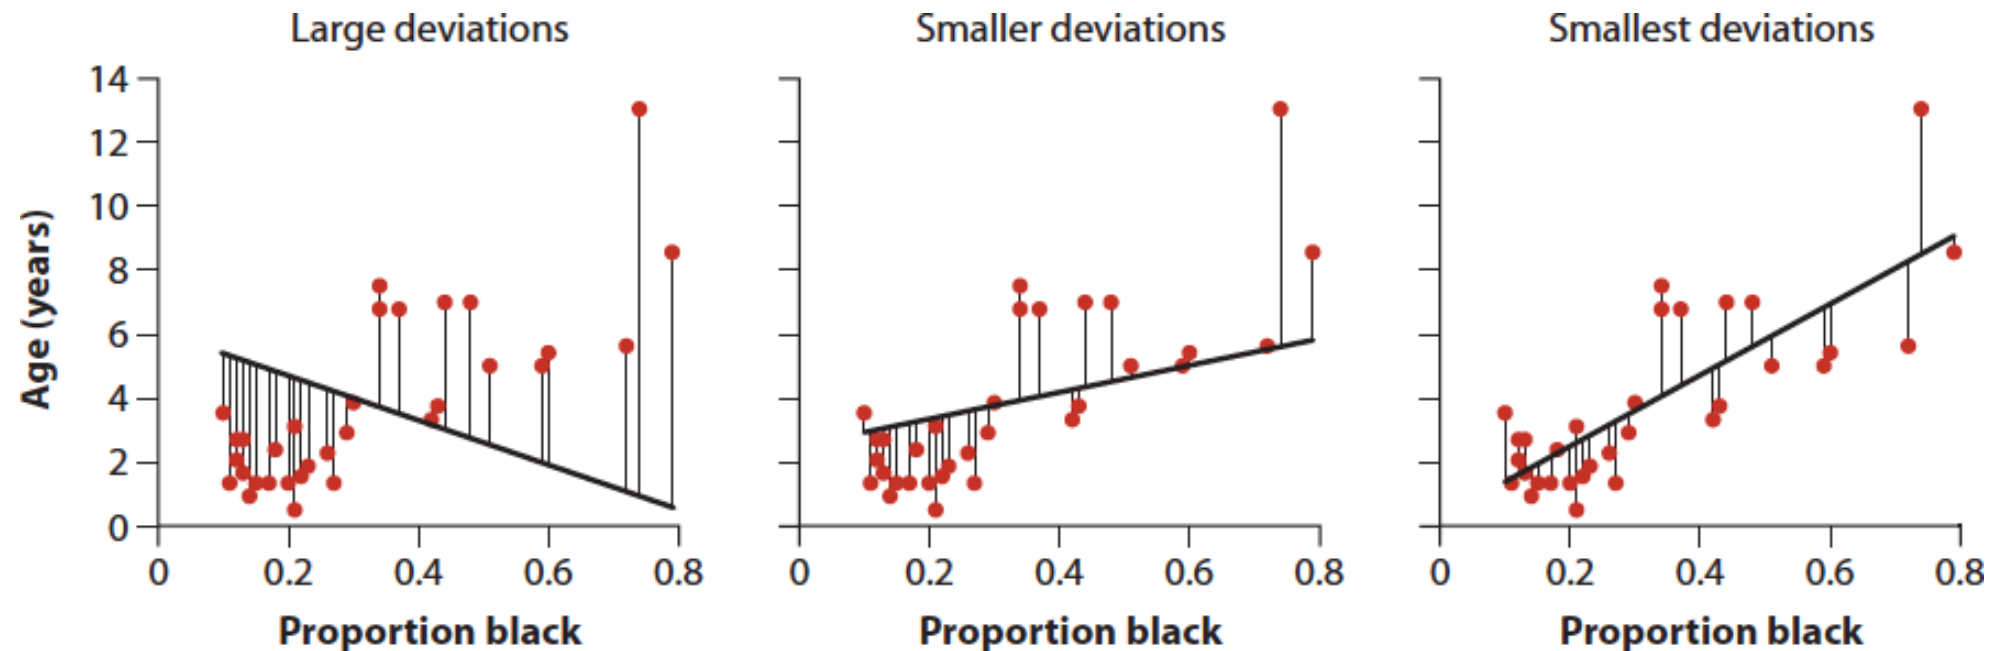 Large deviations
Smaller deviations
Smallest deviations
Age (years)
14
12
10
8
6
4
2
0
0 0.2 0.4 0.6 0.8
0 0.2 0.4 0.6 0.8
0 0.2 0.4 0.6 0.8
Proportion black
Proportion black
Proportion black